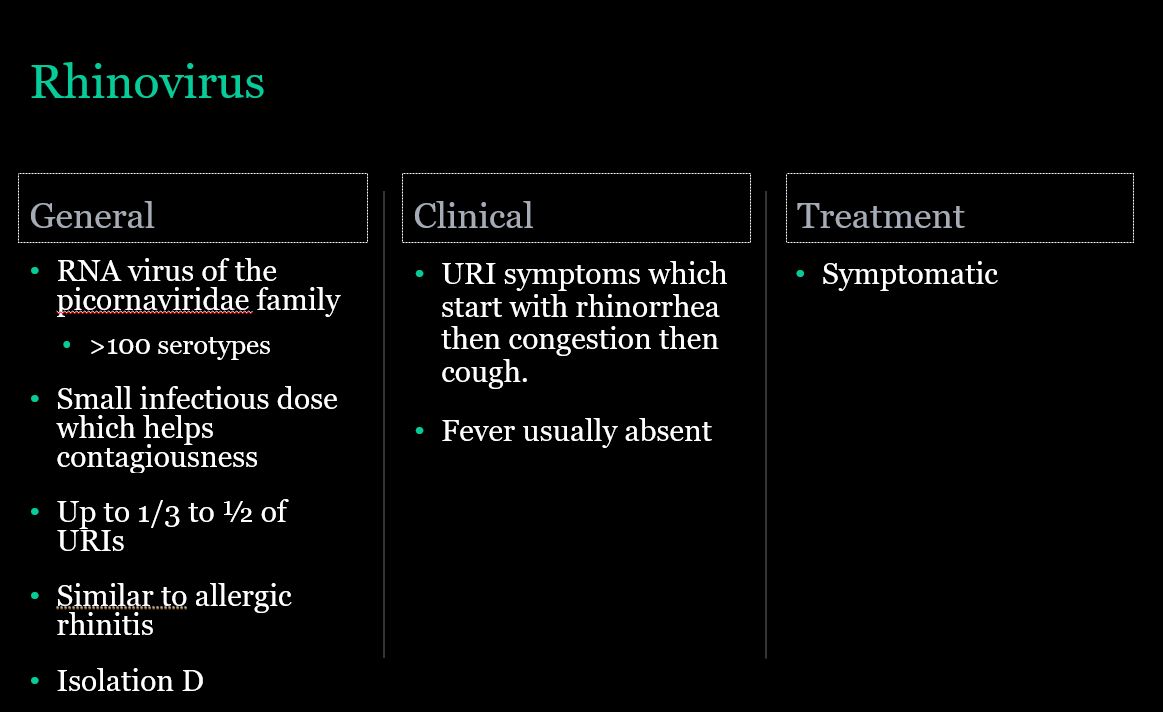 Rhinovirus
General
• RNA virus of the
picornaviridae family
• >100 serotypes
• Small infectious dose
which helps
contagiousness
• Up to 1/3 to ½ of
URIs
• Similar to allergic
rhinitis
• Isolation D
Clinical
• URI symptoms which
start with rhinorrhea
then congestion then
cough.
• Fever usually absent
Treatment
• Symptomatic